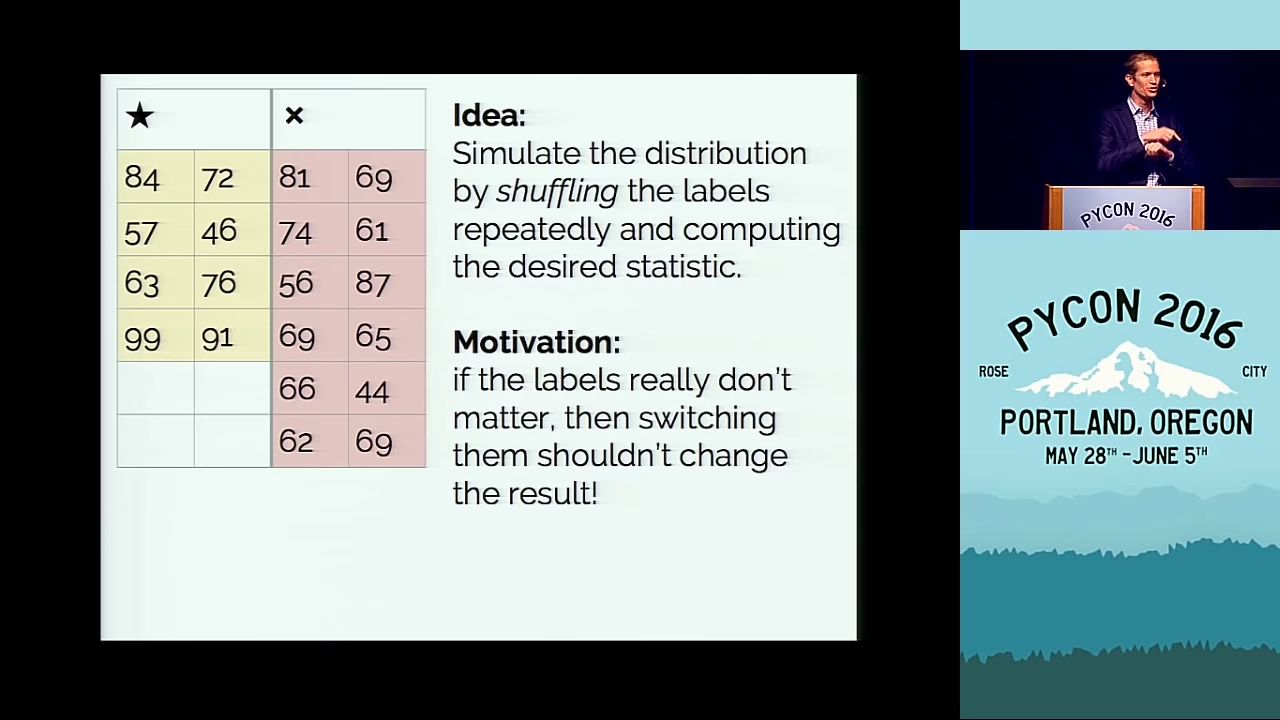 ★ ×
84 72 81 69
57 46 74 61
63 76 56 87
99 91 69 65
66 44
62 69
Idea:
Simulate the distribution
by shuffling the labels
repeatedly and computing
the desired statistic.
Motivation:
if the labels really don't
matter, then switching
them shouldn't change
the result!
PYCON 2016
PYCON 2016
ROSE CITY
PORTLAND, OREGON
MAY 28TH - JUNE 5TH